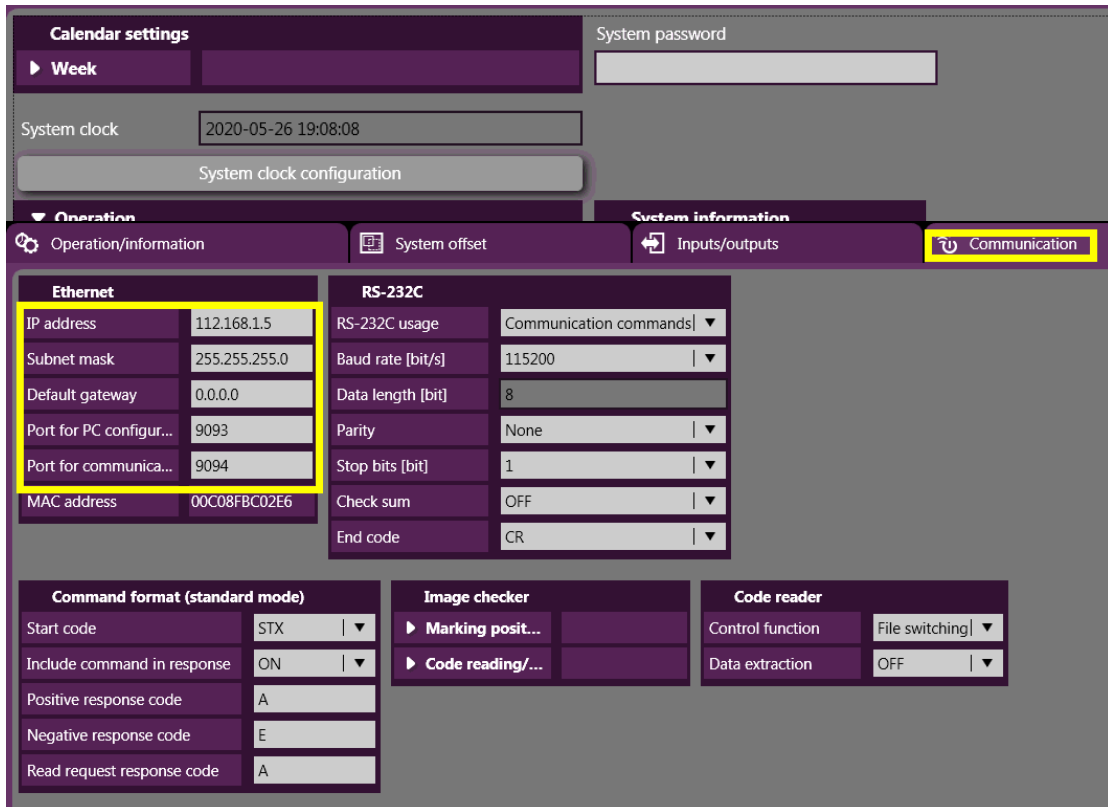 Calendar settings
System password
Week
System clock
2020-05-26 19:08:08
System clock configuration
Operation
System information
Operation/information
System offset
Inputs/outputs
Communication
Ethernet
IP address 112.168.1.5
Subnet mask 255.255.255.0
Default gateway 0.0.0.0
Port for PC configur... 9093
Port for communica... 9094
MAC address 00C08FBC02E6
RS-232C
RS-232C usage Communication commands
Baud rate [bit/s] 115200
Data length [bit] 8
Parity None
Stop bits [bit] 1
Check sum OFF
End code CR
Command format (standard mode)
Start code STX
Include command in response ON
Positive response code A
Negative response code E
Read request response code A
Image checker
Marking posit...
Code reading/...
Code reader
Control function File switching
Data extraction OFF